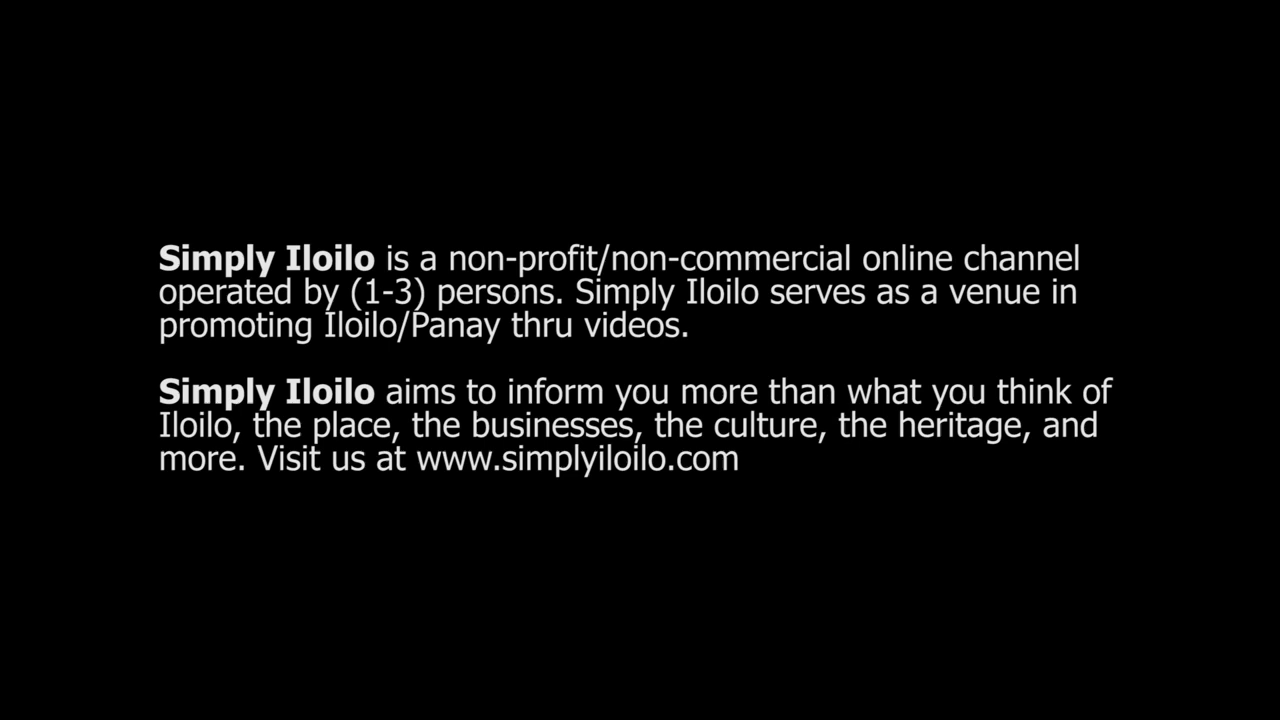 Simply Iloilo is a non-profit/non-commercial online channel
operated by (1-3) persons. Simply Iloilo serves as a venue in
promoting Iloilo/Panay thru videos.
Simply Iloilo aims to inform you more than what you think of
Iloilo, the place, the businesses, the culture, the heritage, and
more. Visit us at www.simplyiloilo.com